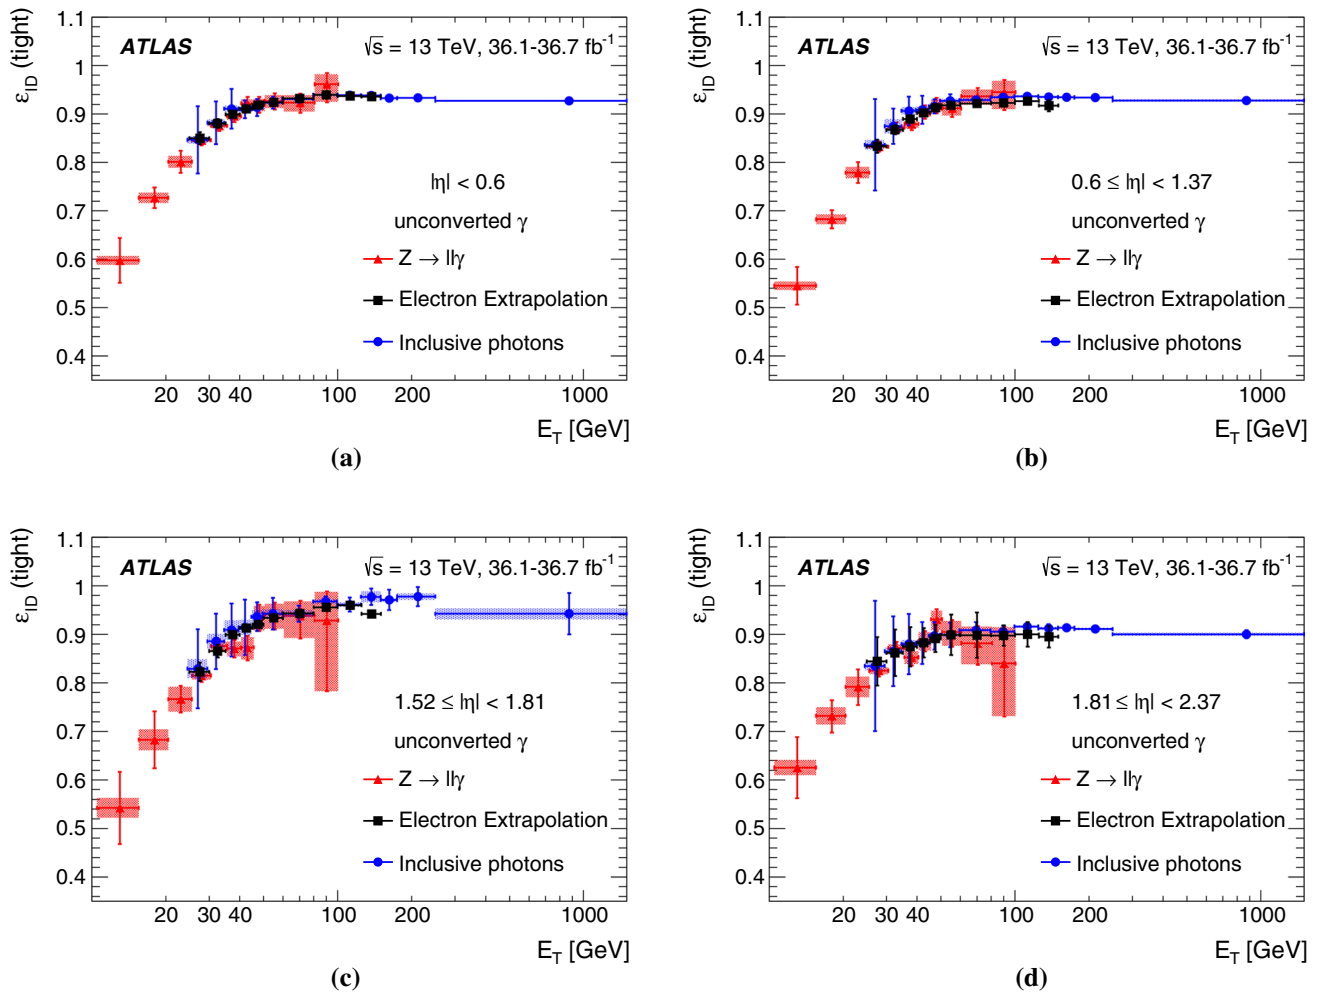 ε_ID (tight)
1.1
1
0.9
0.8
0.7
0.6
0.5
0.4
ATLAS
√s = 13 TeV, 36.1-36.7 fb⁻¹
|η| < 0.6
unconverted γ
Z → llγ
Electron Extrapolation
Inclusive photons
20 30 40 100 200 1000
E_T [GeV]
(a)
ε_ID (tight)
1.1
1
0.9
0.8
0.7
0.6
0.5
0.4
ATLAS
√s = 13 TeV, 36.1-36.7 fb⁻¹
0.6 ≤ |η| < 1.37
unconverted γ
Z → llγ
Electron Extrapolation
Inclusive photons
20 30 40 100 200 1000
E_T [GeV]
(b)
ε_ID (tight)
1.1
1
0.9
0.8
0.7
0.6
0.5
0.4
ATLAS
√s = 13 TeV, 36.1-36.7 fb⁻¹
1.52 ≤ |η| < 1.81
unconverted γ
Z → llγ
Electron Extrapolation
Inclusive photons
20 30 40 100 200 1000
E_T [GeV]
(c)
ε_ID (tight)
1.1
1
0.9
0.8
0.7
0.6
0.5
0.4
ATLAS
√s = 13 TeV, 36.1-36.7 fb⁻¹
1.81 ≤ |η| < 2.37
unconverted γ
Z → llγ
Electron Extrapolation
Inclusive photons
20 30 40 100 200 1000
E_T [GeV]
(d)